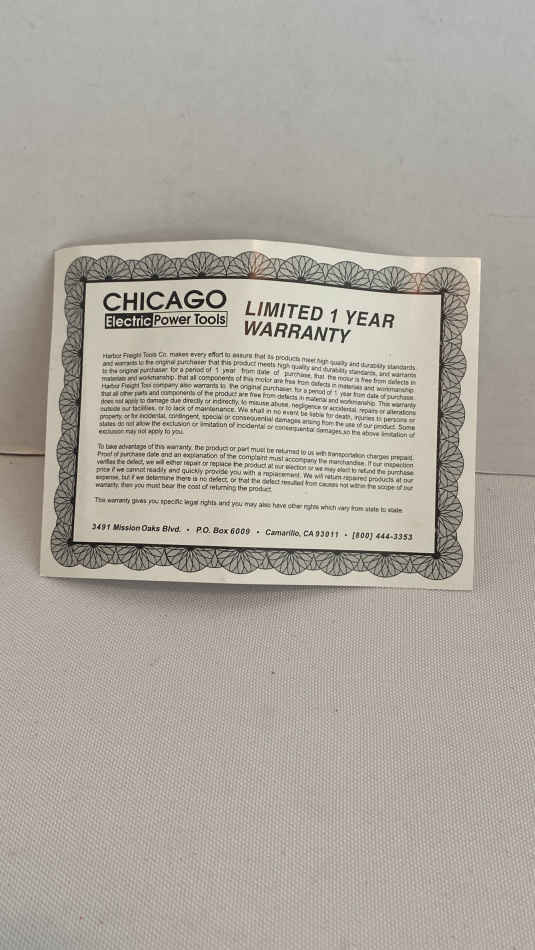 CHICAGO
Electric Power Tools
LIMITED 1 YEAR
WARRANTY
Harbor Freight Tools Co. makes every effort to assure that its products meet high quality and durability standards,
and warrants to the original purchaser that this product meets high quality and durability standards, and warrants
to the original purchaser, for a period of 1 year from date of purchase, that the motor is free from defects in
materials and workmanship. that all components of this motor are free from defects in materials and workmanship.
Harbor Freight Tool company also warrants to the original purchaser, for a period of 1 year from date of purchase,
that all other parts and components of the product are free from defects in material and workmanship. This warranty
does not apply to damage due directly or indirectly, to misuse abuse, negligence or accidental, repairs or alterations
outside our facilities, or to lack of maintenance. We shall in no event be liable for death, injuries to persons or
property, or for incidental, contingent, special or consequential damages arising from the use of our product. Some
states do not allow the exclusion or limitation of incidental or consequential damages,so the above limitation of
exclusion may not apply to you.
To take advantage of this warranty, the product or part must be returned to us with transportation charges prepaid.
Proof of purchase date and an explanation of the complaint must accompany the merchandise. If our inspection
verifies the defect, we will either repair or replace the product at our election or we may elect to refund the purchase
price if we cannot readily and quickly provide you with a replacement. We will return repaired products at our
expense, but if we determine there is no defect, or that the defect resulted from causes not within the scope of our
warranty, then you must bear the cost of returning the product.
This warranty gives you specific legal rights and you may also have other rights which vary from state to state.
3491 Mission Oaks Blvd. • P.O. Box 6009 • Camarillo, CA 93011 • [800] 444-3353